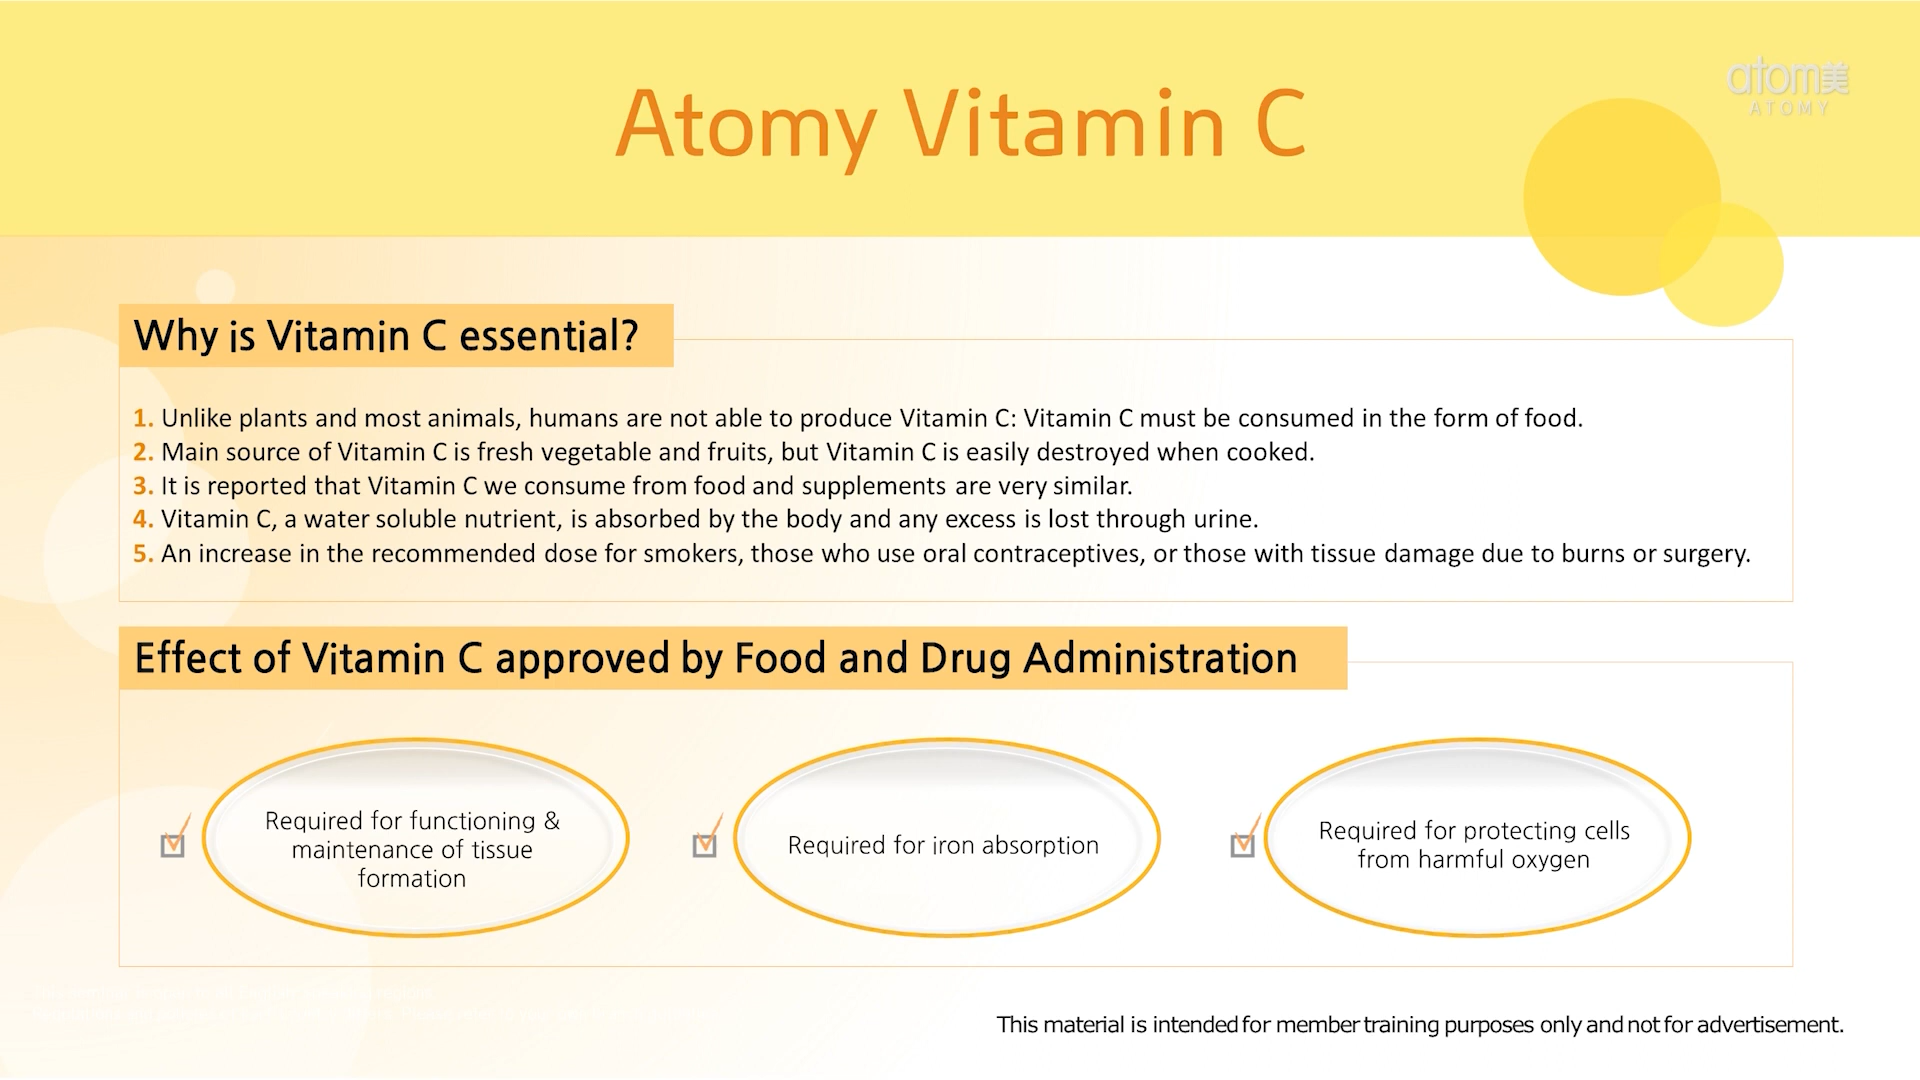 atom美
ATOMY
Atomy Vitamin C
Why is Vitamin C essential?
1. Unlike plants and most animals, humans are not able to produce Vitamin C: Vitamin C must be consumed in the form of food.
2. Main source of Vitamin C is fresh vegetable and fruits, but Vitamin C is easily destroyed when cooked.
3. It is reported that Vitamin C we consume from food and supplements are very similar.
4. Vitamin C, a water soluble nutrient, is absorbed by the body and any excess is lost through urine.
5. An increase in the recommended dose for smokers, those who use oral contraceptives, or those with tissue damage due to burns or surgery.
Effect of Vitamin C approved by Food and Drug Administration
Required for functioning &
maintenance of tissue
formation
Required for iron absorption
Required for protecting cells
from harmful oxygen
This material is intended for member training purposes only and not for advertisement.